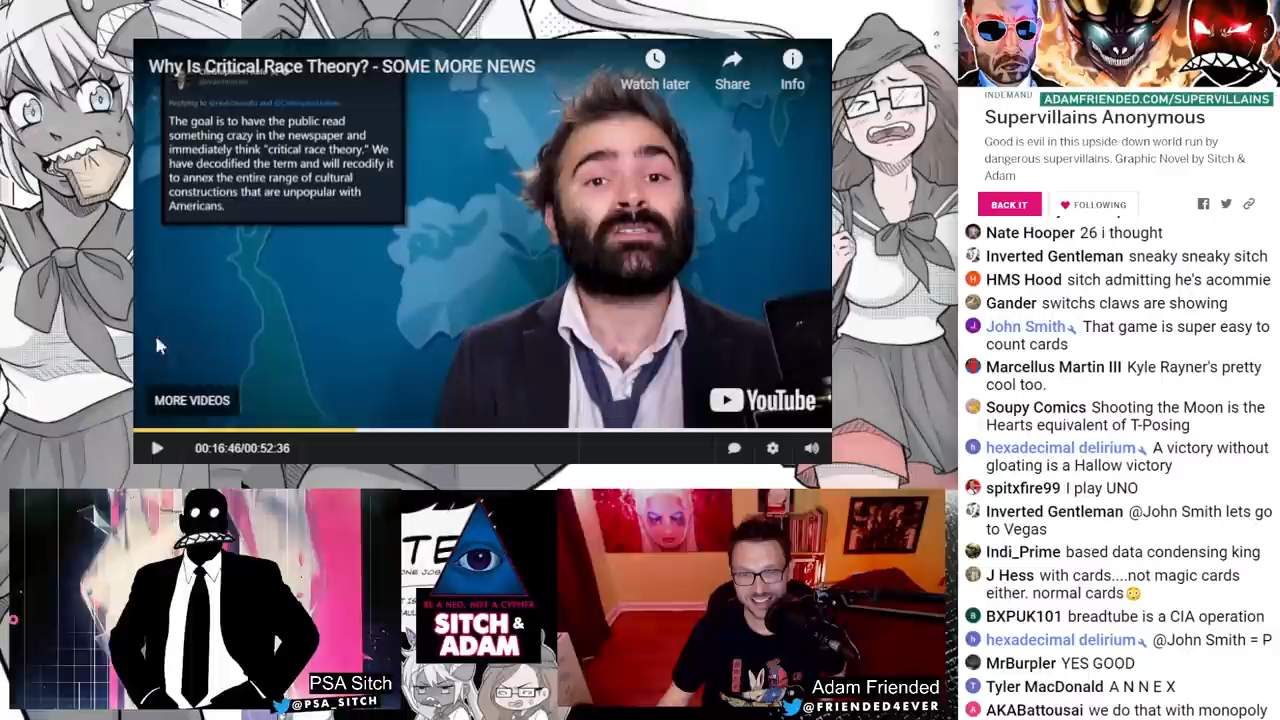 Why Is Critical Race Theory? - SOME MORE NEWS
Watch later
Share
Info
The goal is to have the public read
something crazy in the newspaper and
immediately think "critical race theory." We
have decodified the term and will recodify it
to annex the entire range of cultural
constructions that are unpopular with
Americans.
MORE VIDEOS
YouTube
00:16:46/00:52:36
PSA Sitch
@PSA_SITCH
BE A NEO, NOT A CYPHER
SITCH &
ADAM
Adam Friended
@FRIENDED4EVER
INDEMAND
ADAMFRIENDED.COM/SUPERVILLAINS
Supervillains Anonymous
Good is evil in this upside-down world run by
dangerous supervillains. Graphic Novel by Sitch &
Adam
BACK IT
FOLLOWING
Nate Hooper 26 i thought
Inverted Gentleman sneaky sneaky sitch
HMS Hood sitch admitting he's acommie
Gander switchs claws are showing
John Smith That game is super easy to
count cards
Marcellus Martin III Kyle Rayner's pretty
cool too.
Soupy Comics Shooting the Moon is the
Hearts equivalent of T-Posing
hexadecimal delirium A victory without
gloating is a Hallow victory
spitxfire99 I play UNO
Inverted Gentleman @John Smith lets go
to Vegas
Indi_Prime based data condensing king
J Hess with cards....not magic cards
either. normal cards😳
BXPUK101 breadtube is a CIA operation
hexadecimal delirium @John Smith = P
MrBurpler YES GOOD
Tyler MacDonald A N N E X
AKABattousai we do that with monopoly